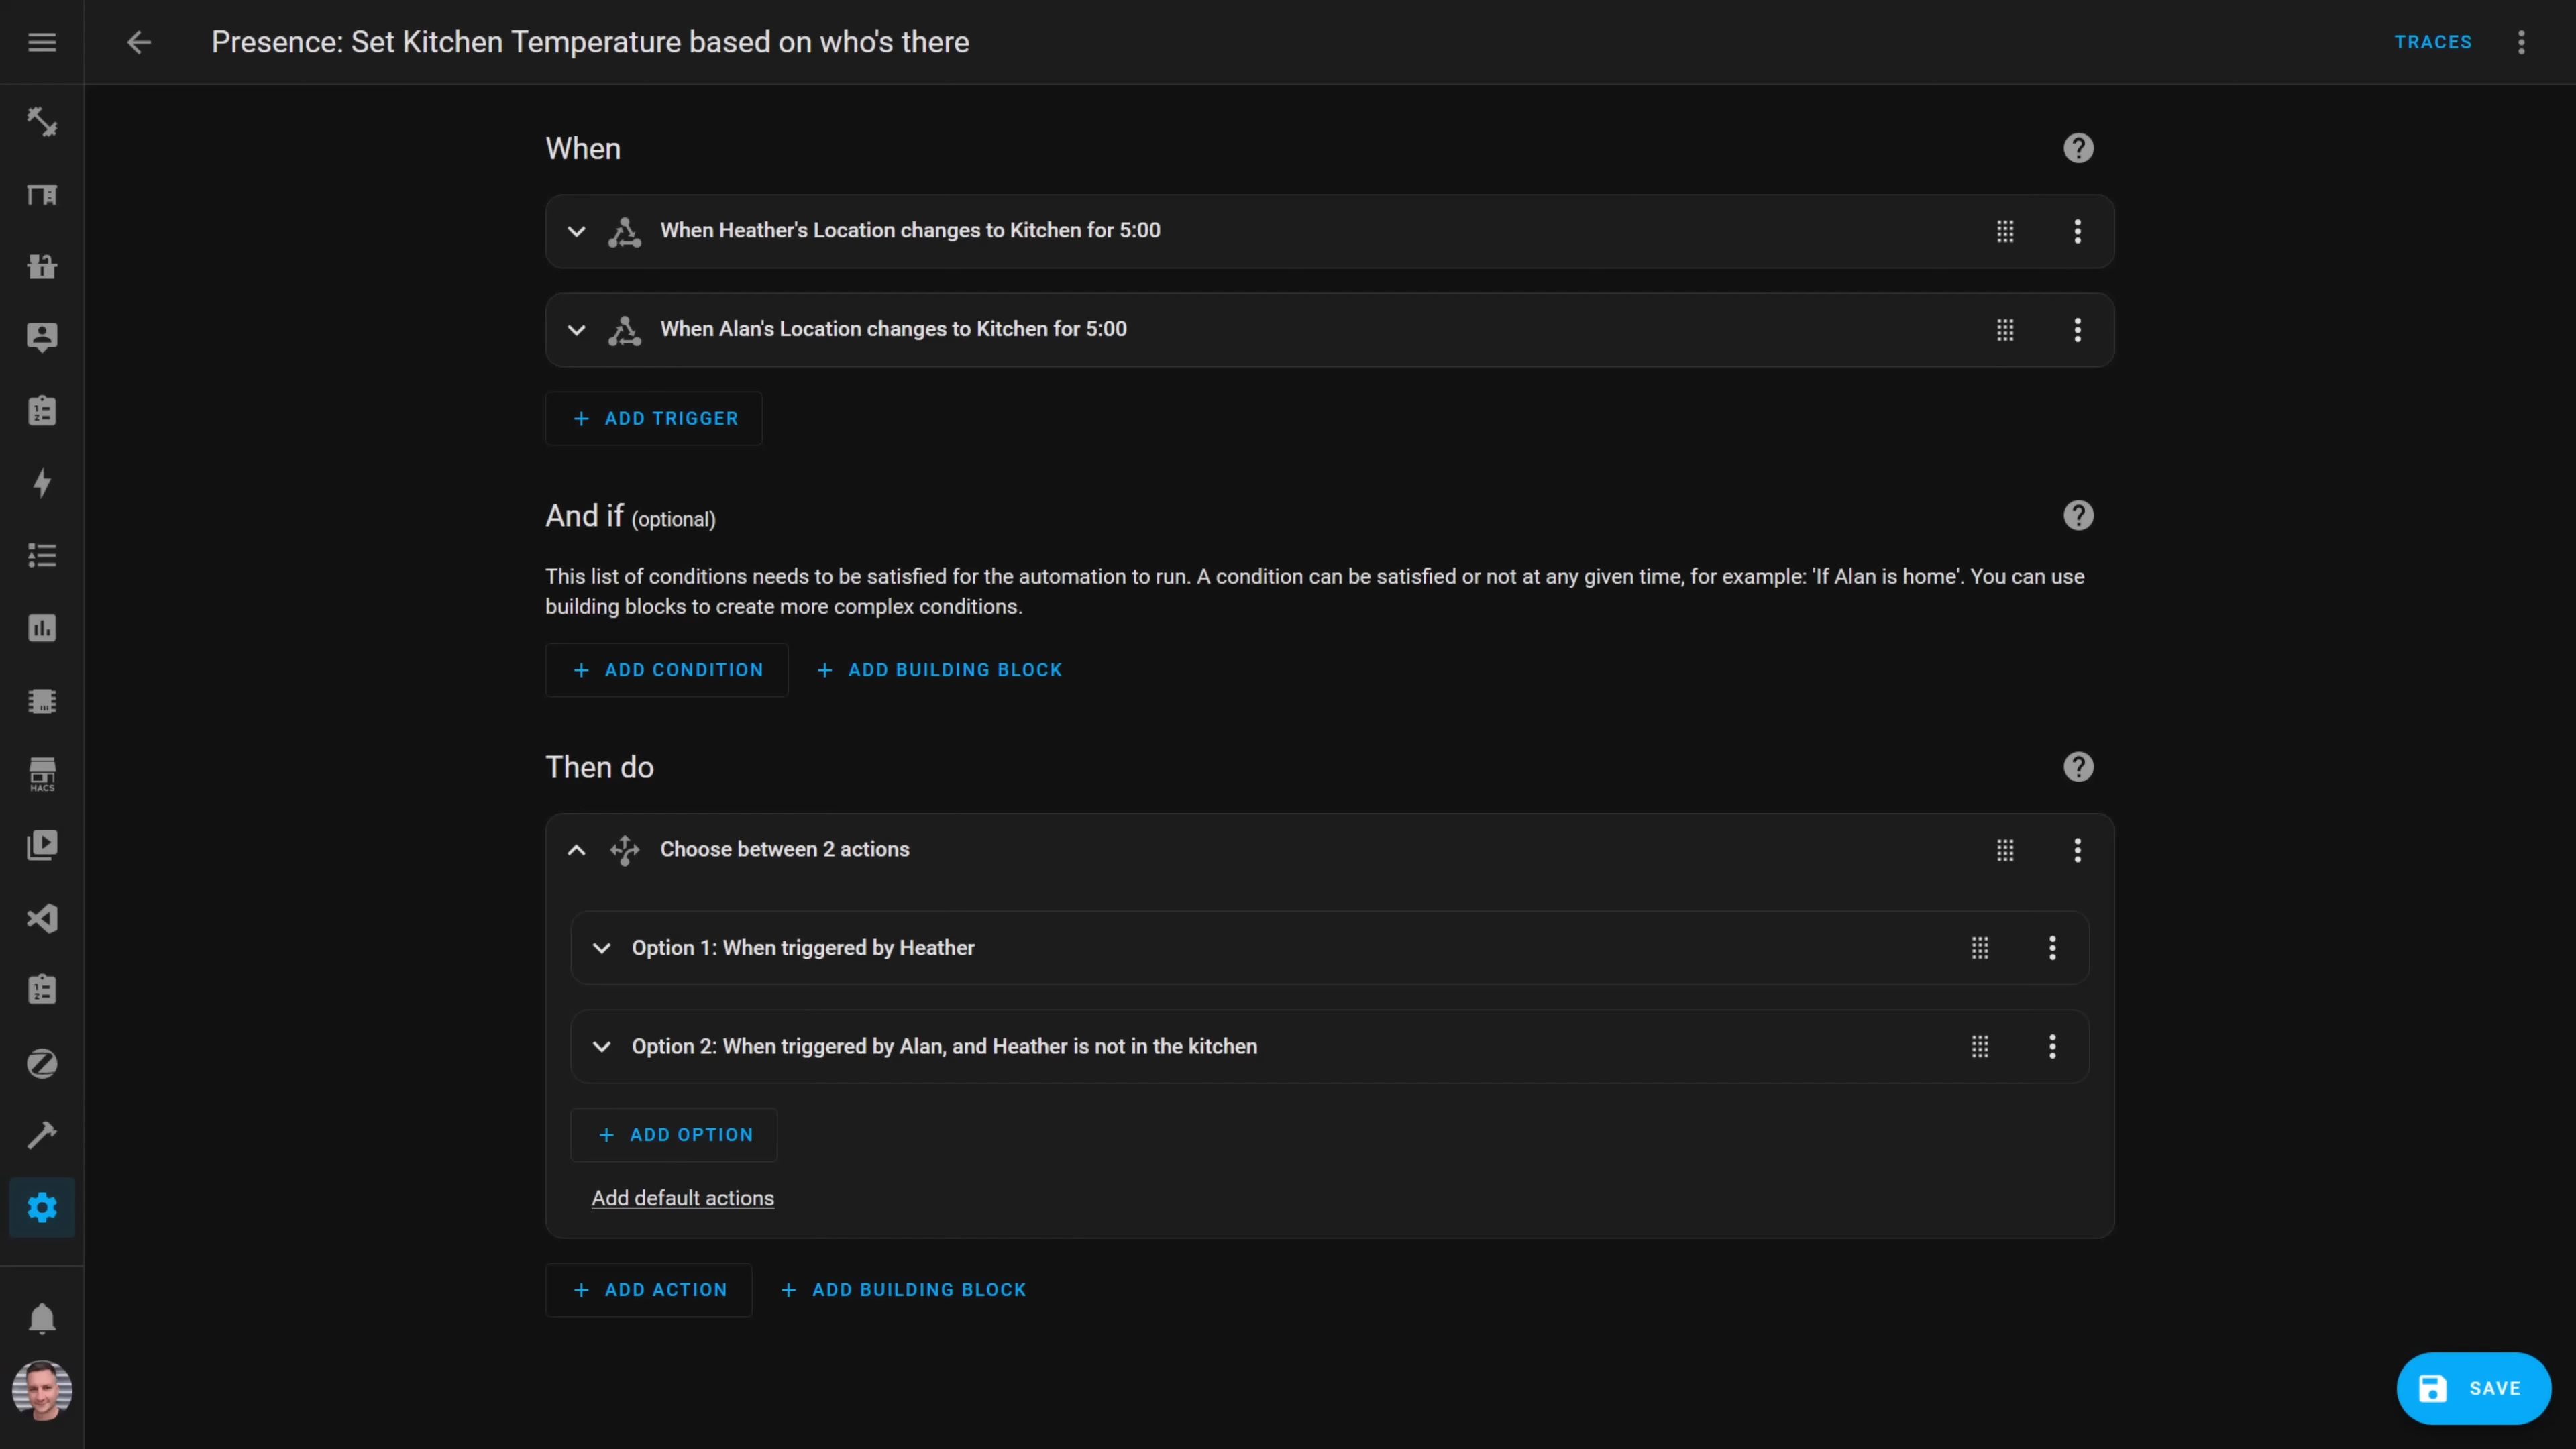 Presence: Set Kitchen Temperature based on who's there
TRACES
When
When Heather's Location changes to Kitchen for 5:00
When Alan's Location changes to Kitchen for 5:00
+ ADD TRIGGER
And if (optional)
This list of conditions needs to be satisfied for the automation to run. A condition can be satisfied or not at any given time, for example: 'If Alan is home'. You can use
building blocks to create more complex conditions.
+ ADD CONDITION + ADD BUILDING BLOCK
HACS
Then do
Choose between 2 actions
Option 1: When triggered by Heather
Option 2: When triggered by Alan, and Heather is not in the kitchen
+ ADD OPTION
Add default actions
+ ADD ACTION + ADD BUILDING BLOCK
SAVE